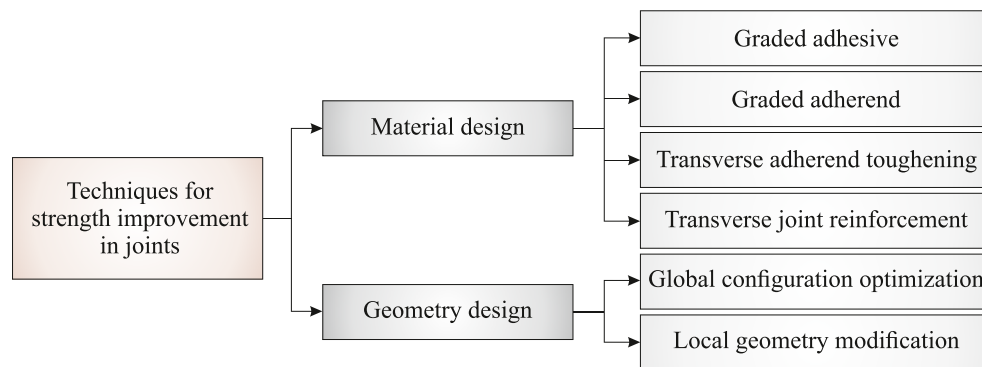 Techniques for
strength improvement
in joints
Material design
Geometry design
Graded adhesive
Graded adherend
Transverse adherend toughening
Transverse joint reinforcement
Global configuration optimization
Local geometry modification